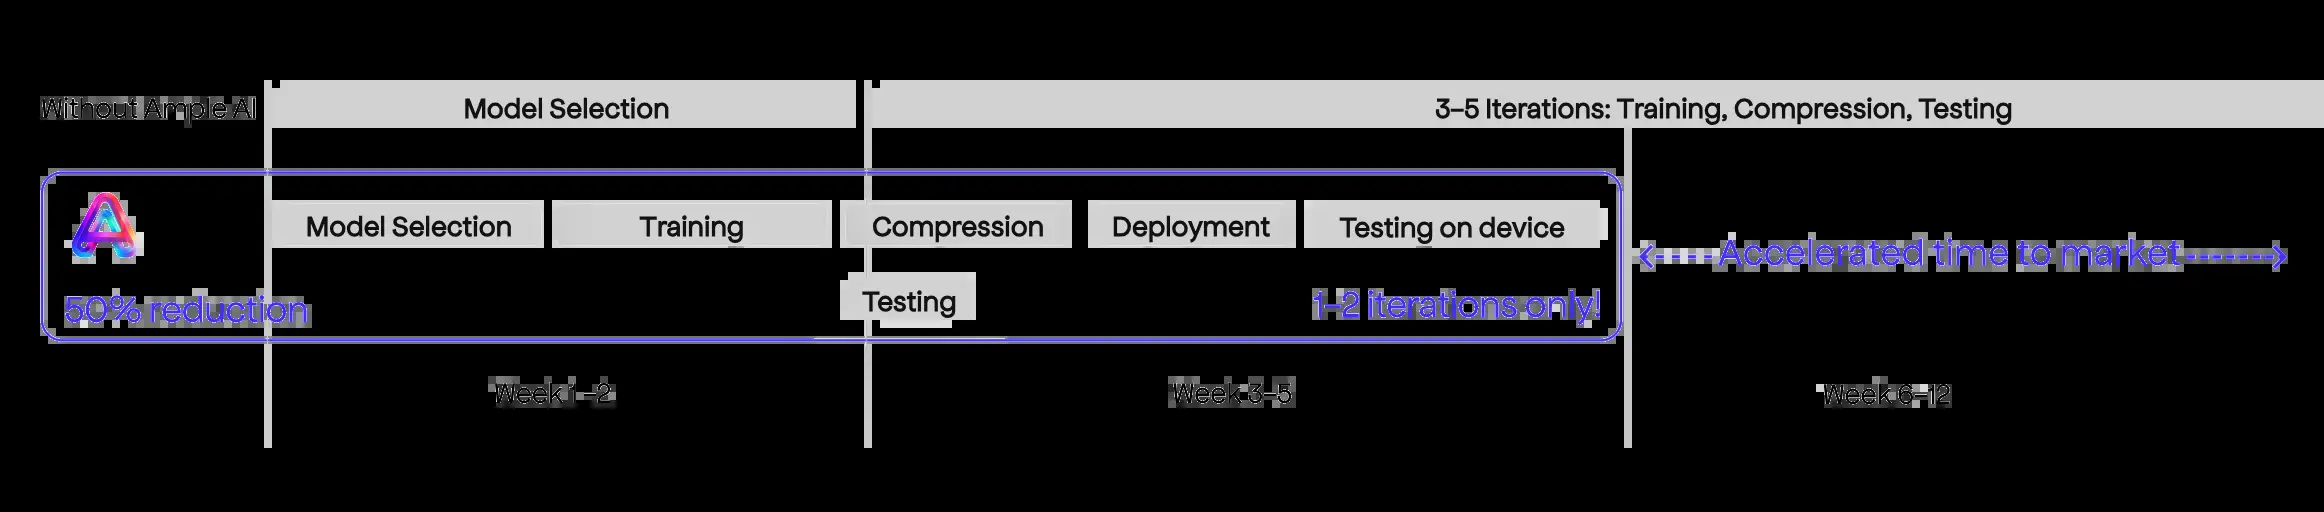 Without Ample AI
Model Selection
3–5 Iterations: Training, Compression, Testing
Model Selection
Training
Compression
Deployment
Testing on device
Accelerated time to market
50% reduction
Testing
1–2 iterations only!
Week 1–2
Week 3–5
Week 6–12